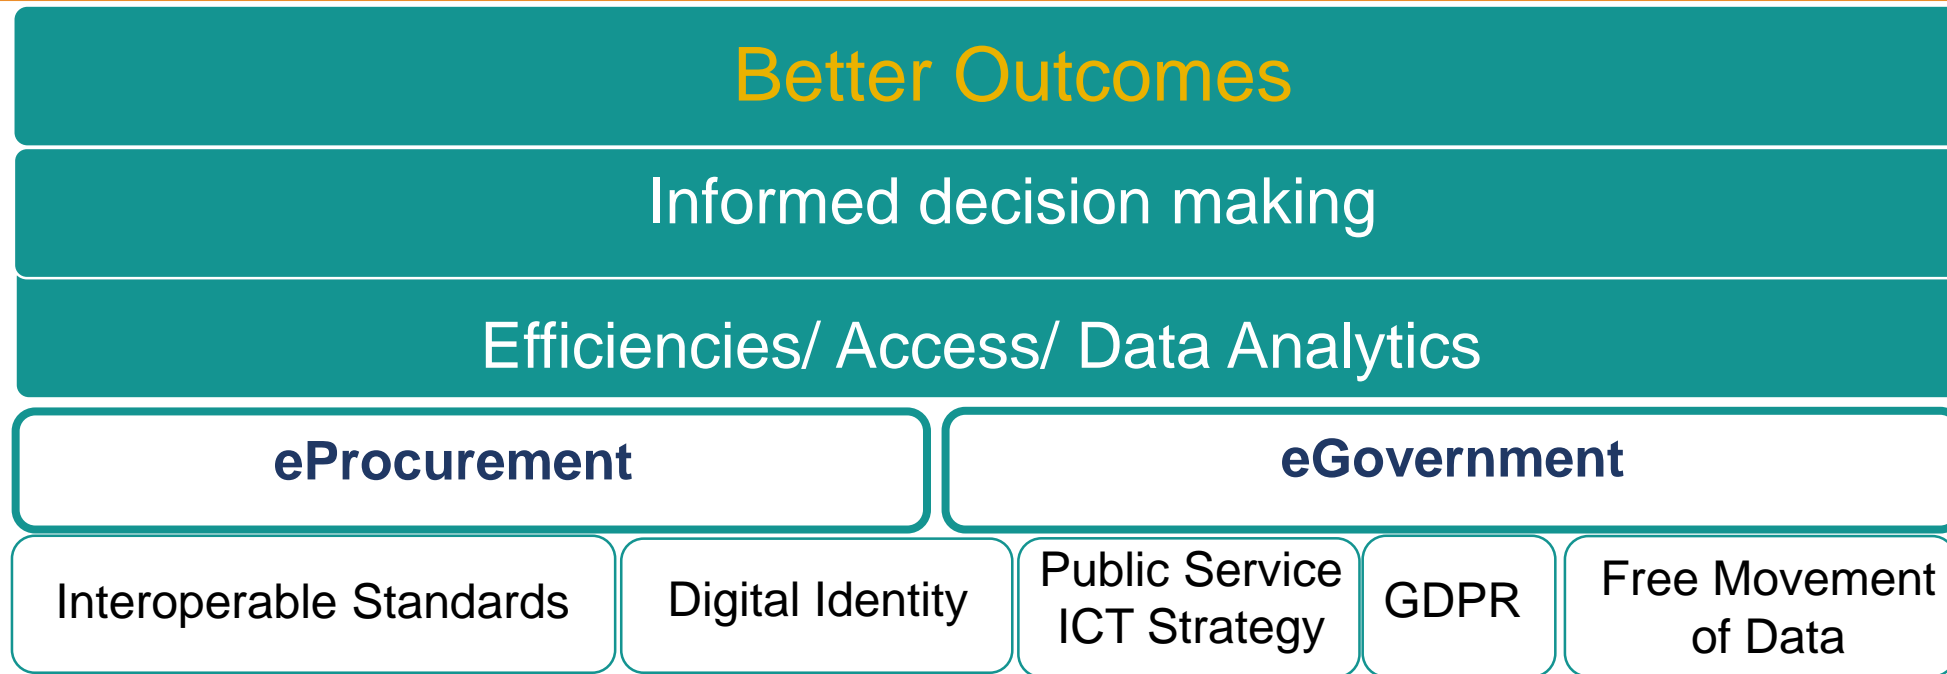 Better Outcomes
Informed decision making
Efficiencies/ Access/ Data Analytics
eProcurement
eGovernment
Interoperable Standards
Digital Identity
Public Service
ICT Strategy
GDPR
Free Movement
of Data